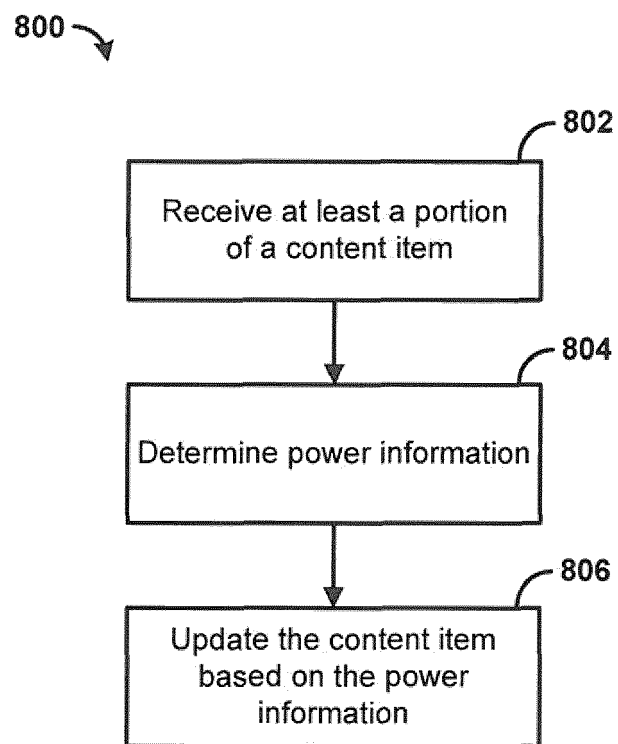 800
802
Receive at least a portion
of a content item
804
Determine power information
806
Update the content item
based on the power
information